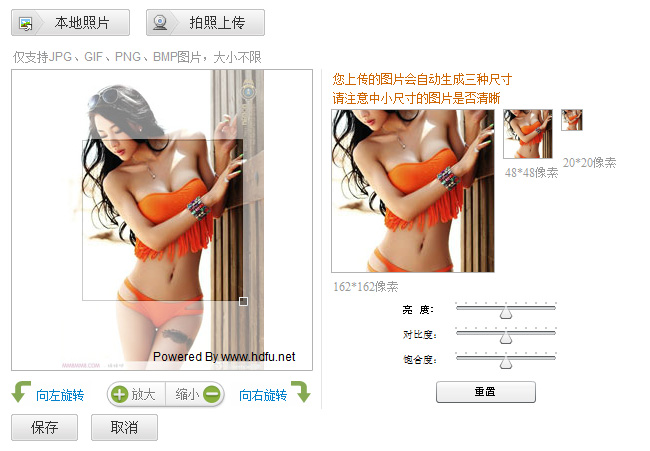 本地照片
拍照上传
仅支持JPG、GIF、PNG、BMP图片，大小不限
您上传的图片会自动生成三种尺寸
请注意中小尺寸的图片是否清晰
48*48像素
20*20像素
162*162像素
亮 度：
对比度：
饱合度：
重置
Powered By www.hdfu.net
向左旋转
放大
缩小
向右旋转
保存
取消